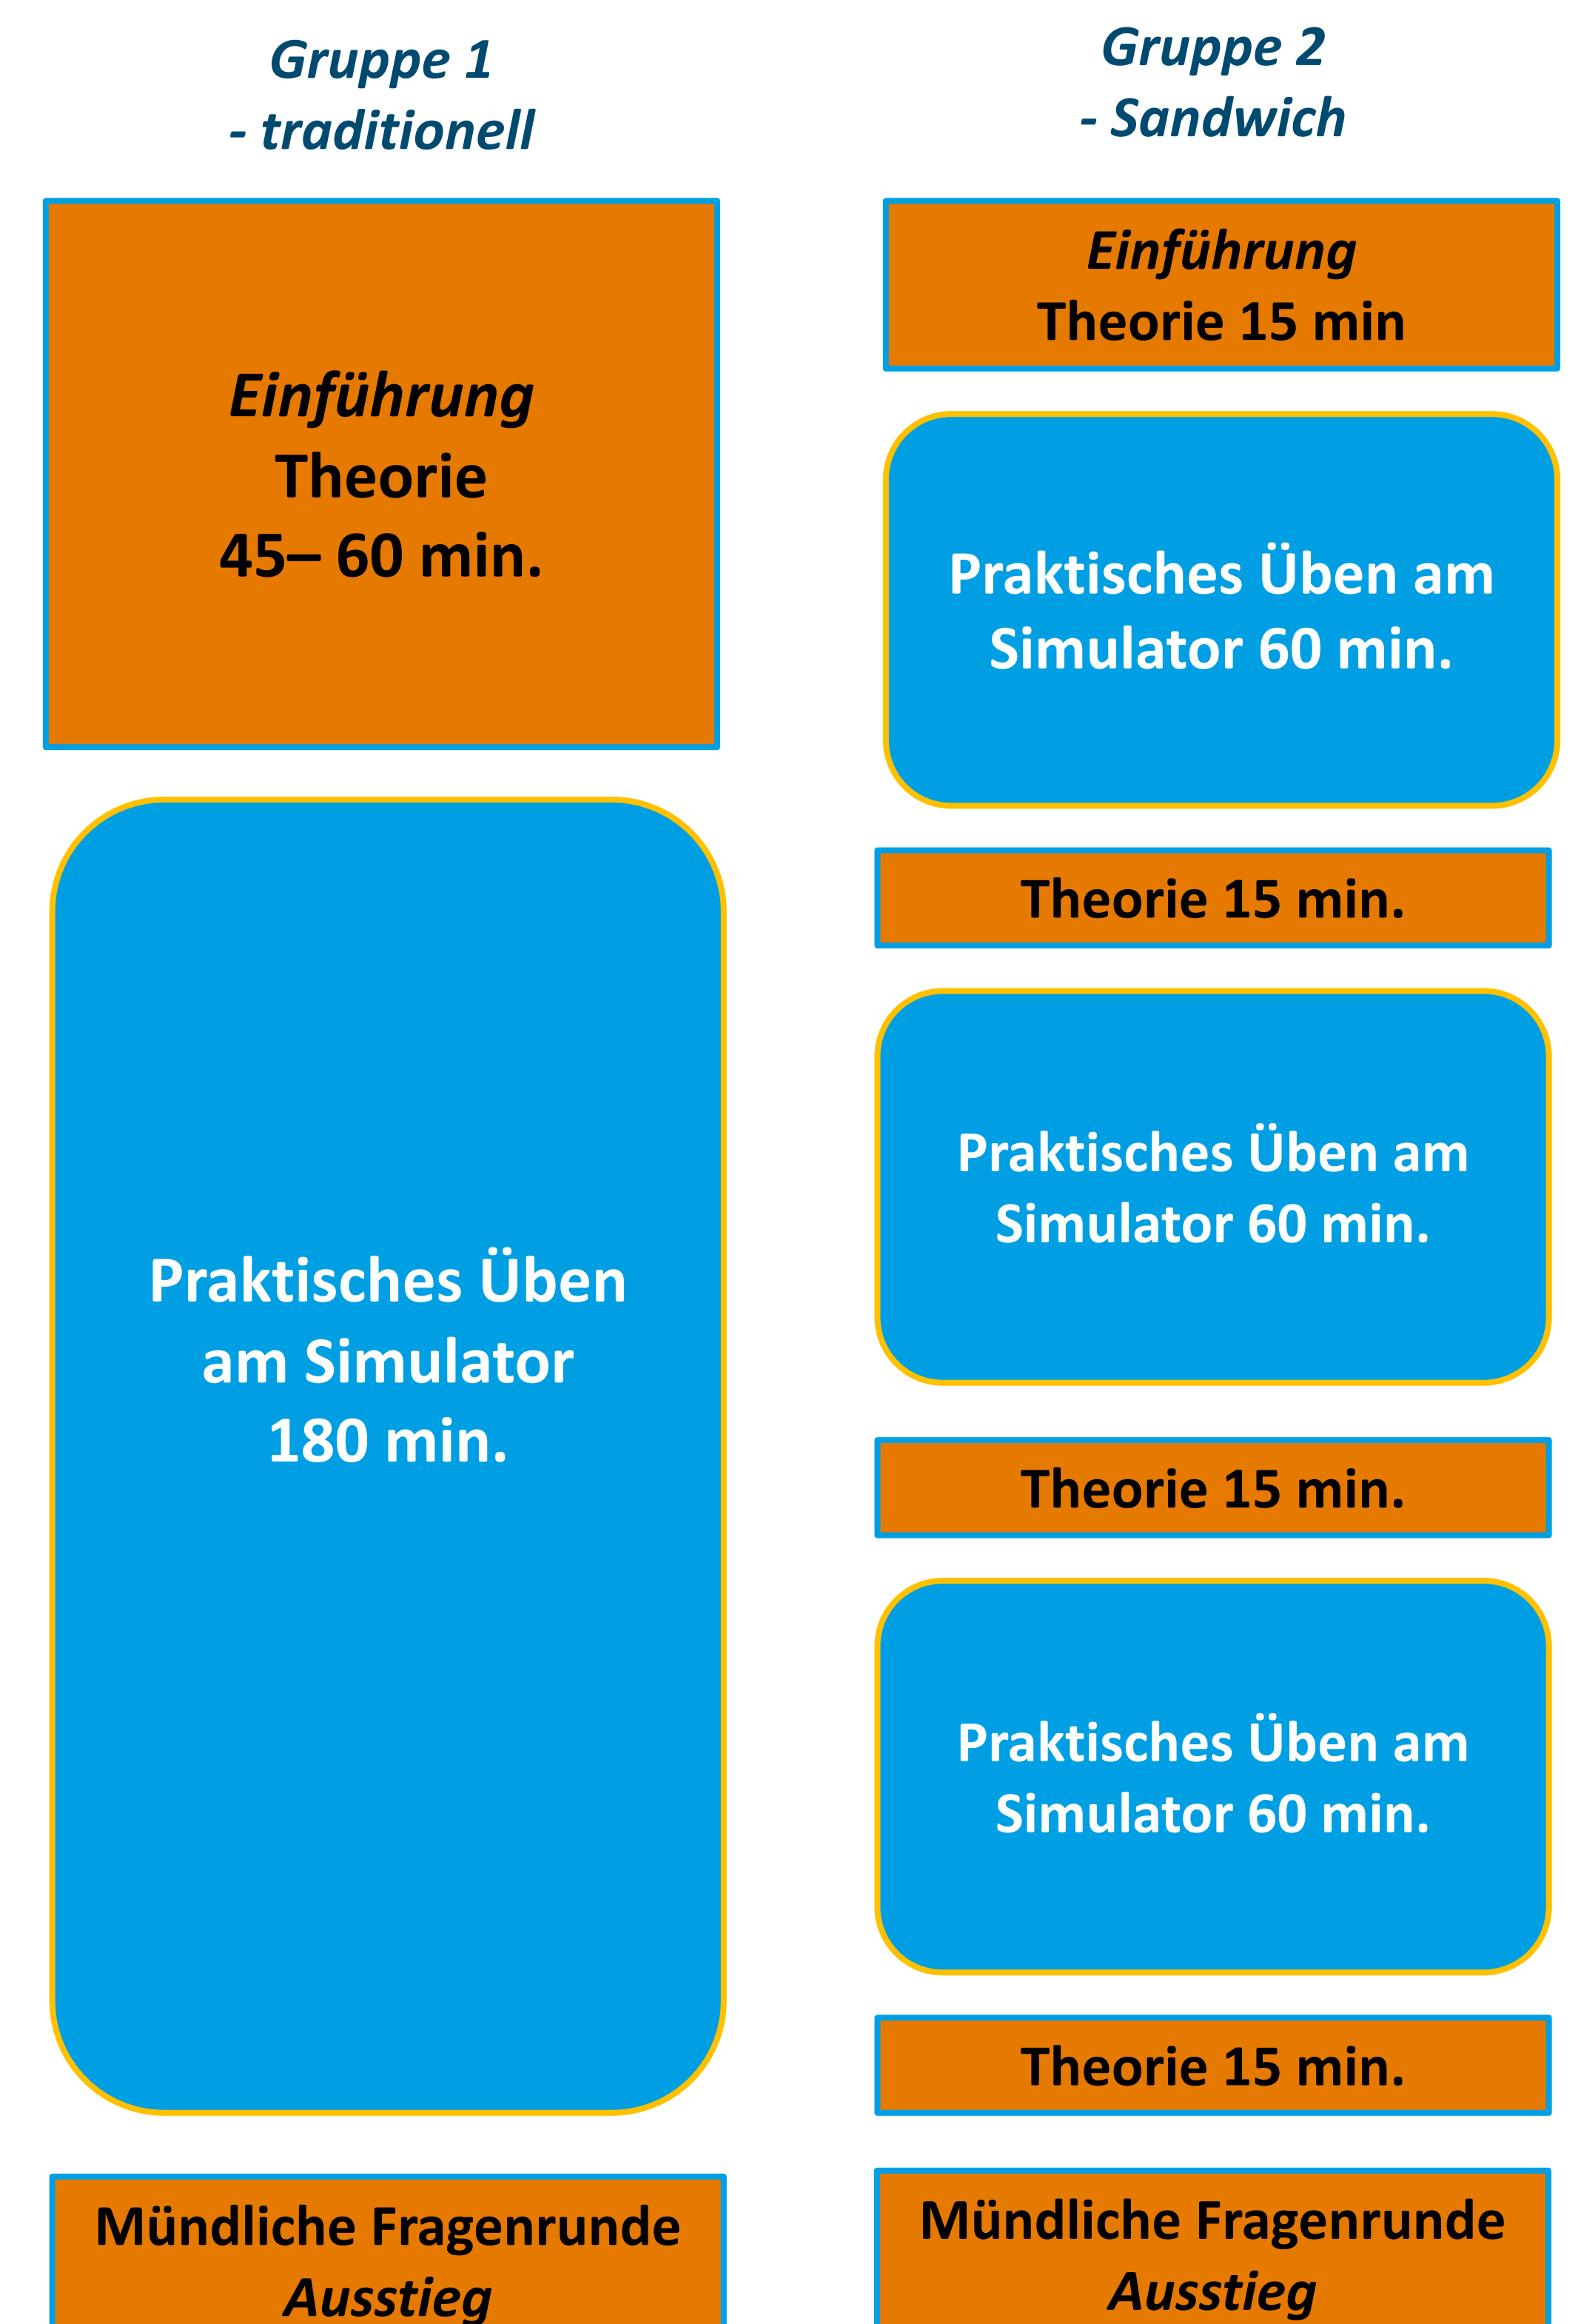 Gruppe 1
- traditionell
Einführung
Theorie
45– 60 min.
Praktisches Üben
am Simulator
180 min.
Mündliche Fragenrunde
Ausstieg
Gruppe 2
- Sandwich
Einführung
Theorie 15 min
Praktisches Üben am
Simulator 60 min.
Theorie 15 min.
Praktisches Üben am
Simulator 60 min.
Theorie 15 min.
Praktisches Üben am
Simulator 60 min.
Theorie 15 min.
Mündliche Fragenrunde
Ausstieg